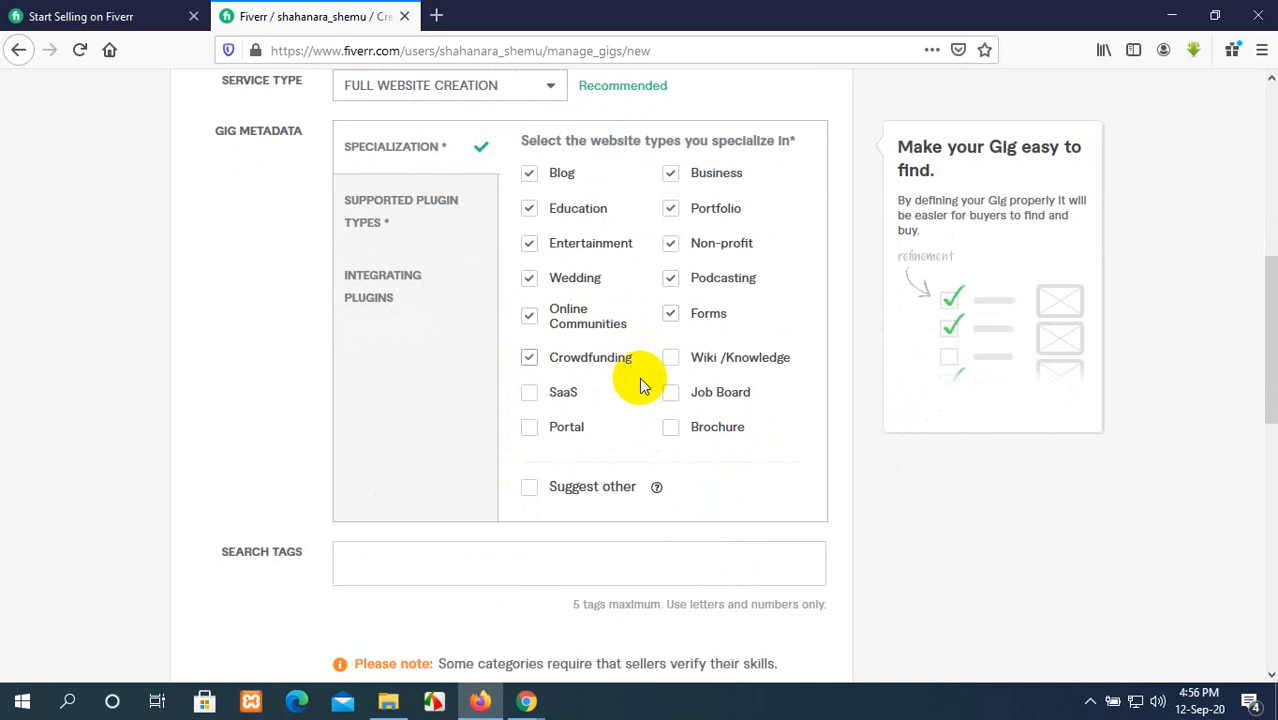 Start Selling on Fiverr
Fiverr / shahanara_shemu / Cre
https://www.fiverr.com/users/shahanara_shemu/manage_gigs/new
SERVICE TYPE
FULL WEBSITE CREATION
Recommended
GIG METADATA
SPECIALIZATION *
SUPPORTED PLUGIN
TYPES *
INTEGRATING
PLUGINS
Select the website types you specialize in*
Blog
Business
Education
Portfolio
Entertainment
Non-profit
Wedding
Podcasting
Online
Communities
Forms
Crowdfunding
Wiki /Knowledge
SaaS
Job Board
Portal
Brochure
Suggest other
SEARCH TAGS
5 tags maximum. Use letters and numbers only.
Please note: Some categories require that sellers verify their skills.
Make your Gig easy to
find.
By defining your Gig properly it will
be easier for buyers to find and
buy.
refinement
4:56 PM
12-Sep-20
4